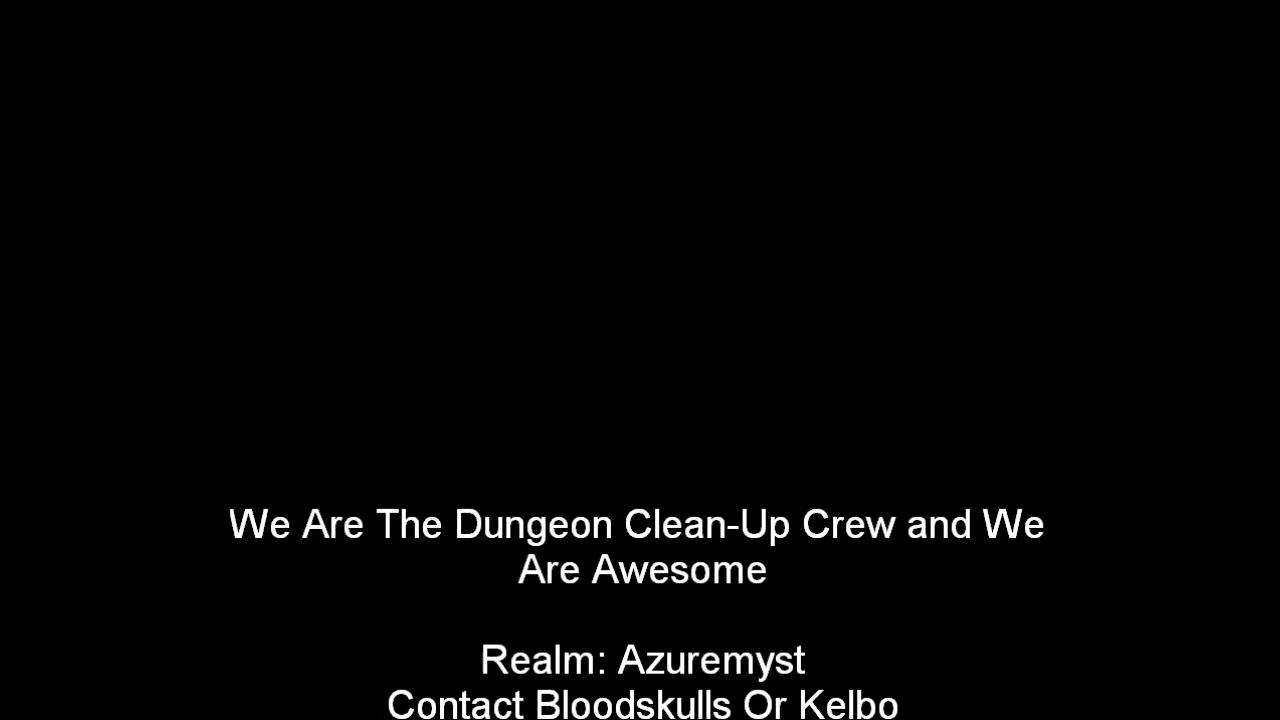 We Are The Dungeon Clean-Up Crew and We
Are Awesome
Realm: Azuremyst
Contact Bloodskulls Or Kelbo